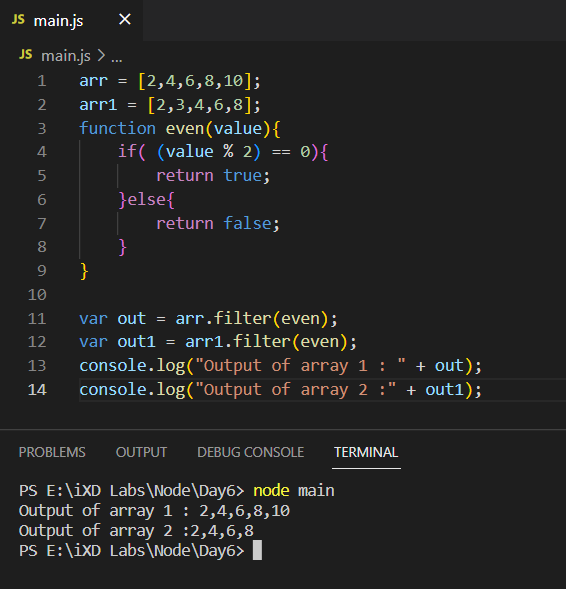 JS main.js ×
JS main.js > ...
1 arr = [2,4,6,8,10];
2 arr1 = [2,3,4,6,8];
3 function even(value){
4     if( (value % 2) == 0){
5         return true;
6     }else{
7         return false;
8     }
9 }
10
11 var out = arr.filter(even);
12 var out1 = arr1.filter(even);
13 console.log("Output of array 1 : " + out);
14 console.log("Output of array 2 :" + out1);
PROBLEMS OUTPUT DEBUG CONSOLE TERMINAL
PS E:\iXD Labs\Node\Day6> node main
Output of array 1 : 2,4,6,8,10
Output of array 2 :2,4,6,8
PS E:\iXD Labs\Node\Day6>